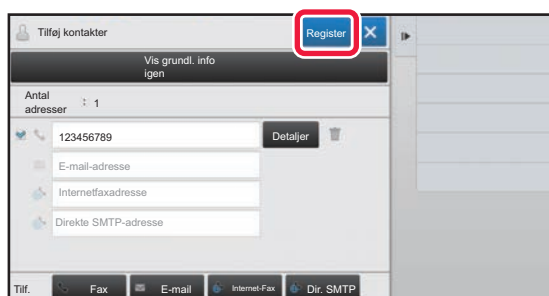 Tilføj kontakter Register
Vis grundl. info
igen
Antal
adresser : 1
123456789 Detaljer
E-mail-adresse
Internetfaxadresse
Direkte SMTP-adresse
Tilf. Fax E-mail Internet-Fax Dir. SMTP